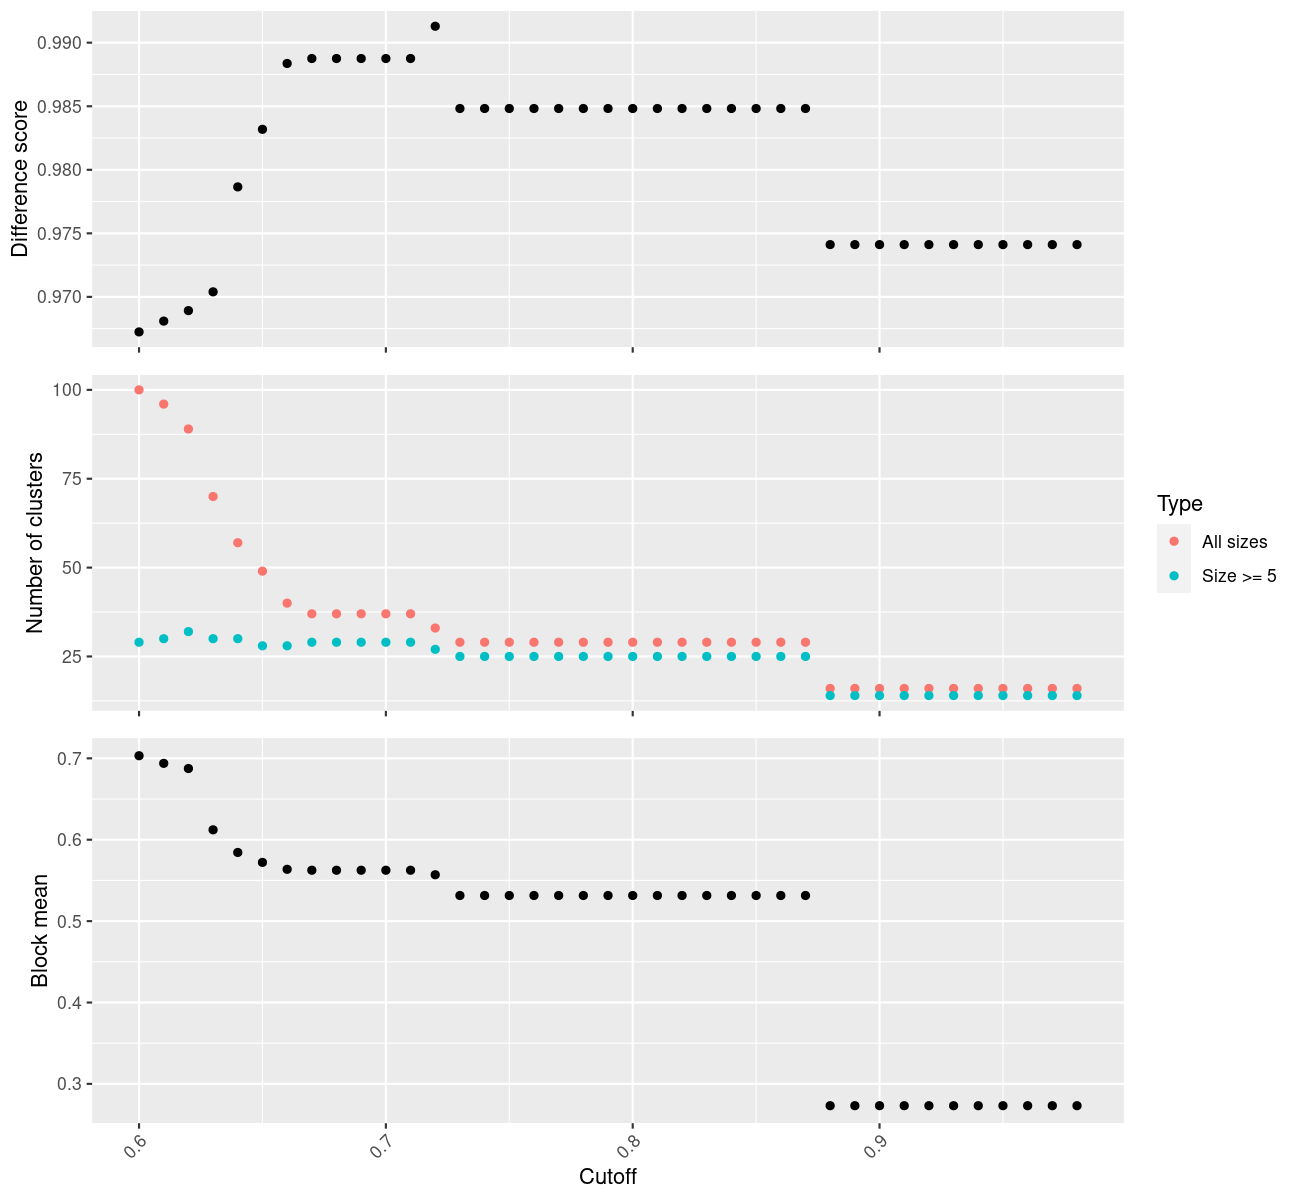 0.990
0.985
0.980
0.975
0.970
Difference score
100
75
50
25
Number of clusters
Type
All sizes
Size >= 5
0.7
0.6
0.5
0.4
0.3
Block mean
0.6 0.7 0.8 0.9
Cutoff